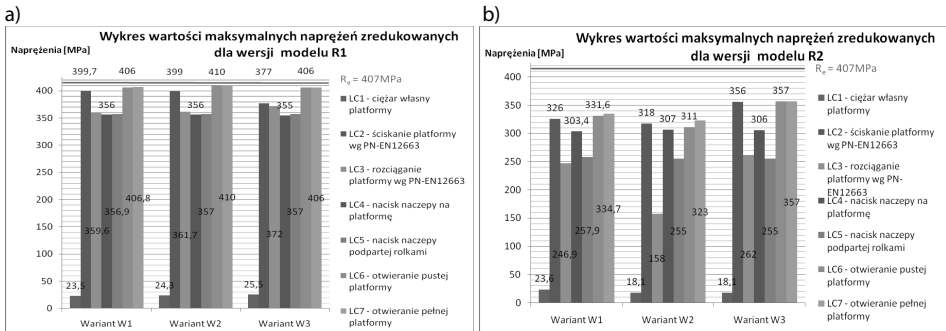 a)
Wykres wartości maksymalnych naprężeń zredukowanych
dla wersji modelu R1
Naprężenia [MPa]
399,7 406 399 410 377 406
Re = 407MPa
400
350
300
250
200
150
100
50
0
356 356 355
359,6 356,9 406,8 361,7 357 410 372 357 406
23,5 24,3 25,5
Wariant W1 Wariant W2 Wariant W3
LC1 - ciężar własny
platformy
LC2 - ściskanie platformy
wg PN-EN12663
LC3 - rozciąganie
platformy wg PN-EN12663
LC4 - nacisk naczepy na
platformę
LC5 - nacisk naczepy
podpartej rolkami
LC6 - otwieranie pustej
platformy
LC7 - otwieranie pełnej
platformy
b)
Wykres wartości maksymalnych naprężeń zredukowanych
dla wersji modelu R2
Naprężenia [MPa]
Re = 407MPa
400
350
300
250
200
150
100
50
0
326 303,4 331,6 318 307 311 356 306 357
246,9 257,9 334,7 158 255 323 262 255 357
23,6 18,1 18,1
Wariant W1 Wariant W2 Wariant W3
LC1 - ciężar własny
platformy
LC2 - ściskanie platformy
wg PN-EN12663
LC3 - rozciąganie
platformy wg PN-
EN12663
LC4 - nacisk naczepy na
platformę
LC5 - nacisk naczepy
podpartej rolkami
LC6 - otwieranie pustej
platformy
LC7 - otwieranie pełnej
platformy